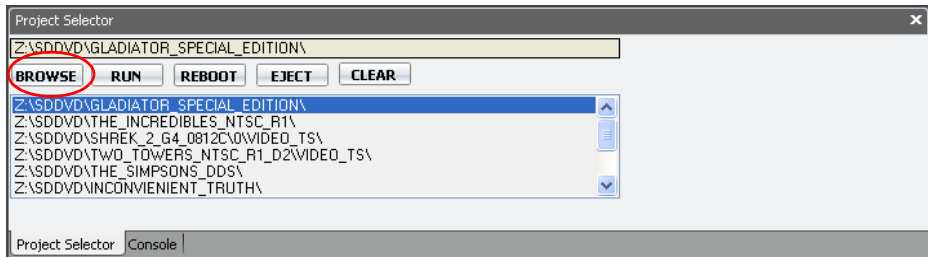 Project Selector x
Z:\SDDVD\GLADIATOR_SPECIAL_EDITION\
BROWSE RUN REBOOT EJECT CLEAR
Z:\SDDVD\GLADIATOR_SPECIAL_EDITION\
Z:\SDDVD\THE_INCREDIBLES_NTSC_R1\
Z:\SDDVD\SHREK_2_G4_0812C\0\VIDEO_TS\
Z:\SDDVD\TWO_TOWERS_NTSC_R1_D2\VIDEO_TS\
Z:\SDDVD\THE_SIMPSONS_DDS\
Z:\SDDVD\INCONVIENIENT_TRUTH\
Project Selector Console